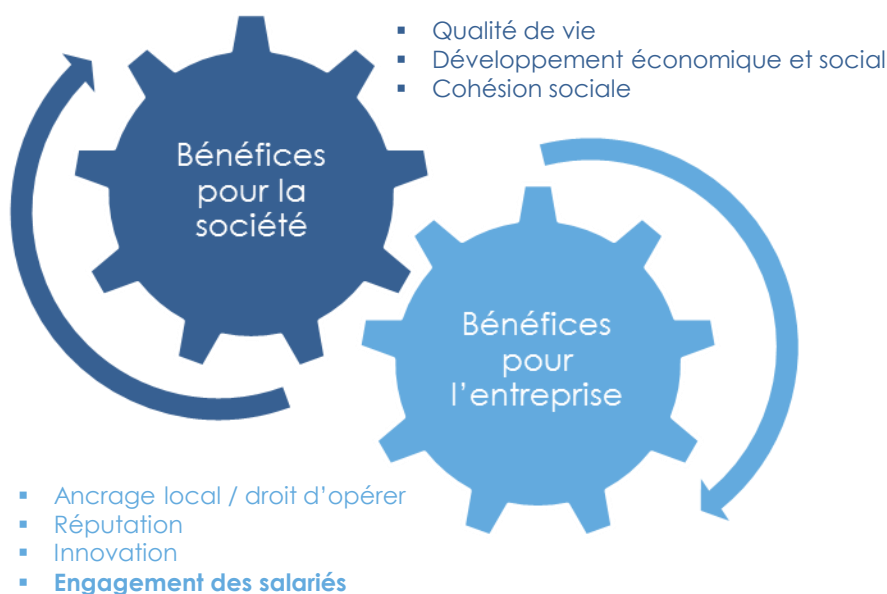 ▪ Qualité de vie
▪ Développement économique et social
▪ Cohésion sociale
Bénéfices
pour la
société
Bénéfices
pour
l’entreprise
▪ Ancrage local / droit d’opérer
▪ Réputation
▪ Innovation
▪ Engagement des salariés